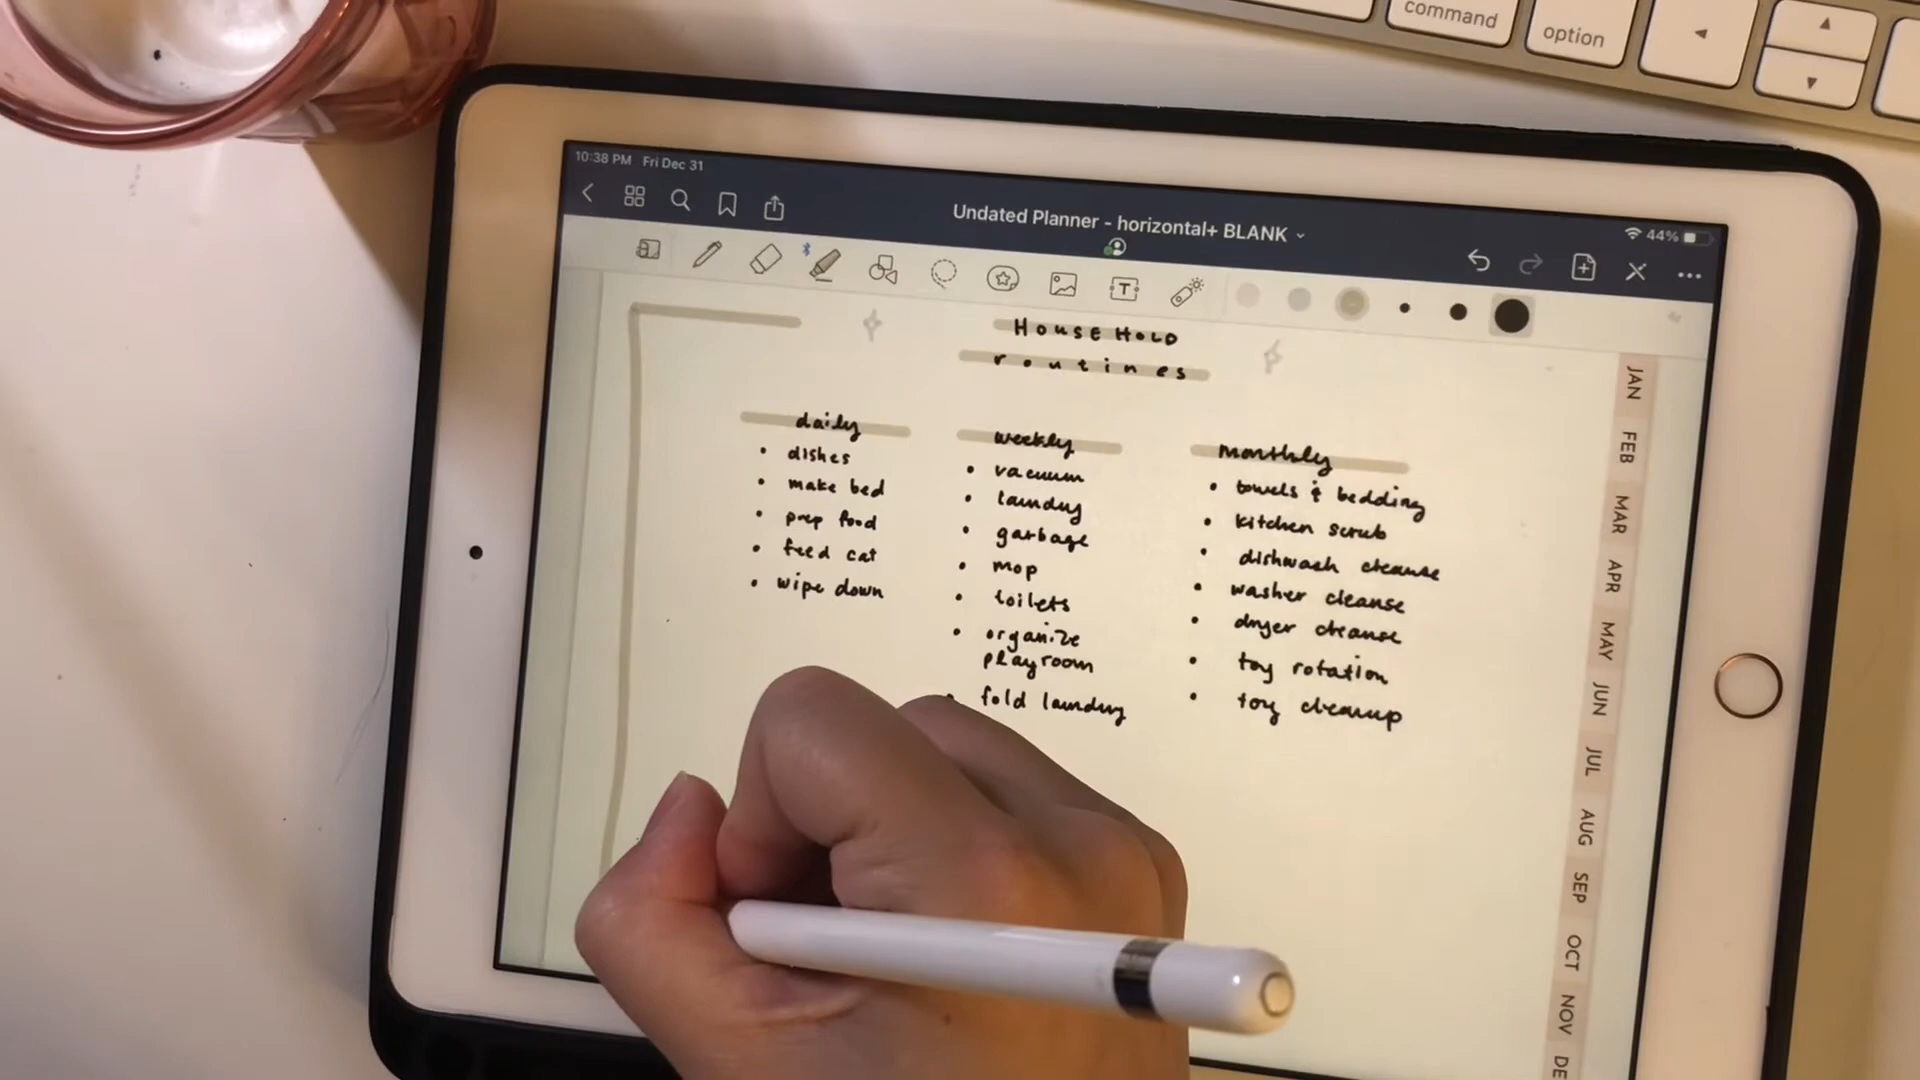 command
option
10:38 PM Fri Dec 31
Undated Planner - horizontal+ BLANK
44%
T
HOUSEHOLD
routines
daily
• dishes
• make bed
• prep food
• feed cat
• wipe down
weekly
• vacuum
• laundry
• garbage
• mop
• toilets
• organize
playroom
• fold laundry
monthly
• towels & bedding
• kitchen scrub
• dishwash cleanse
• washer cleanse
• dryer cleanse
• toy rotation
• toy cleanup
JAN
FEB
MAR
APR
MAY
JUN
JUL
AUG
SEP
OCT
NOV
DE